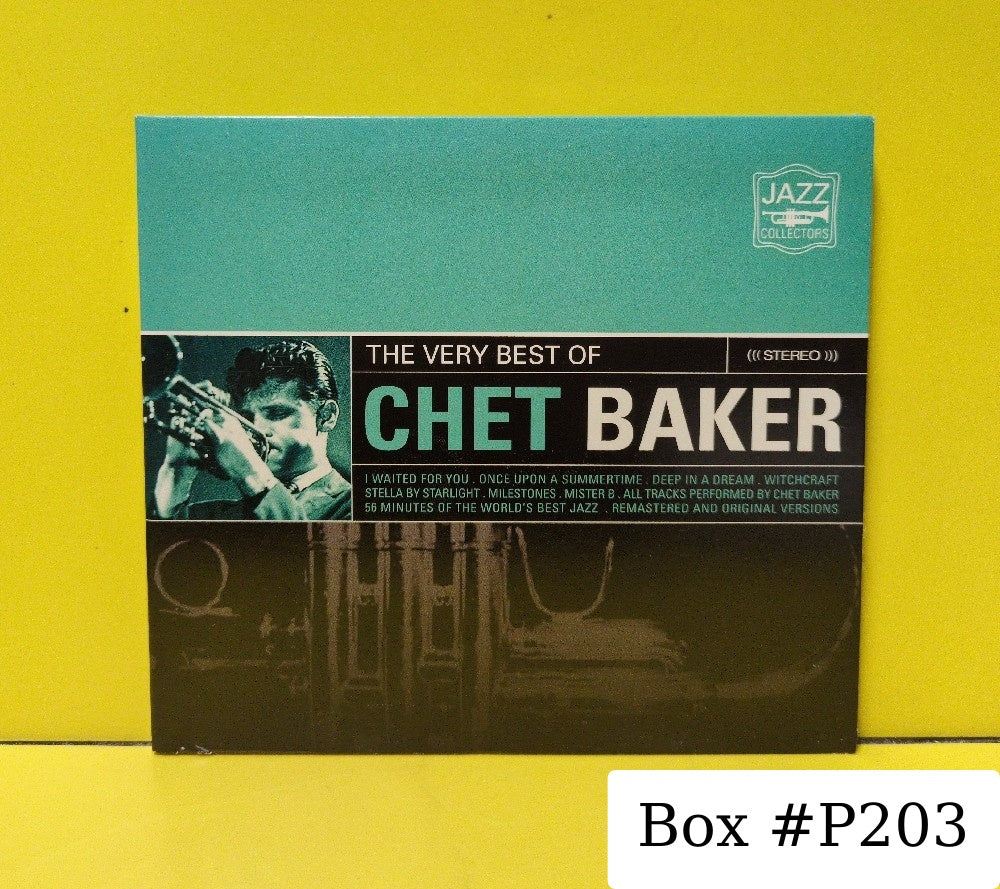 JAZZ
COLLECTORS
THE VERY BEST OF
((( STEREO )))
CHET BAKER
I WAITED FOR YOU . ONCE UPON A SUMMERTIME . DEEP IN A DREAM . WITCHCRAFT
STELLA BY STARLIGHT . MILESTONES . MISTER B . ALL TRACKS PERFORMED BY CHET BAKER
56 MINUTES OF THE WORLD'S BEST JAZZ . REMASTERED AND ORIGINAL VERSIONS
Box #P203